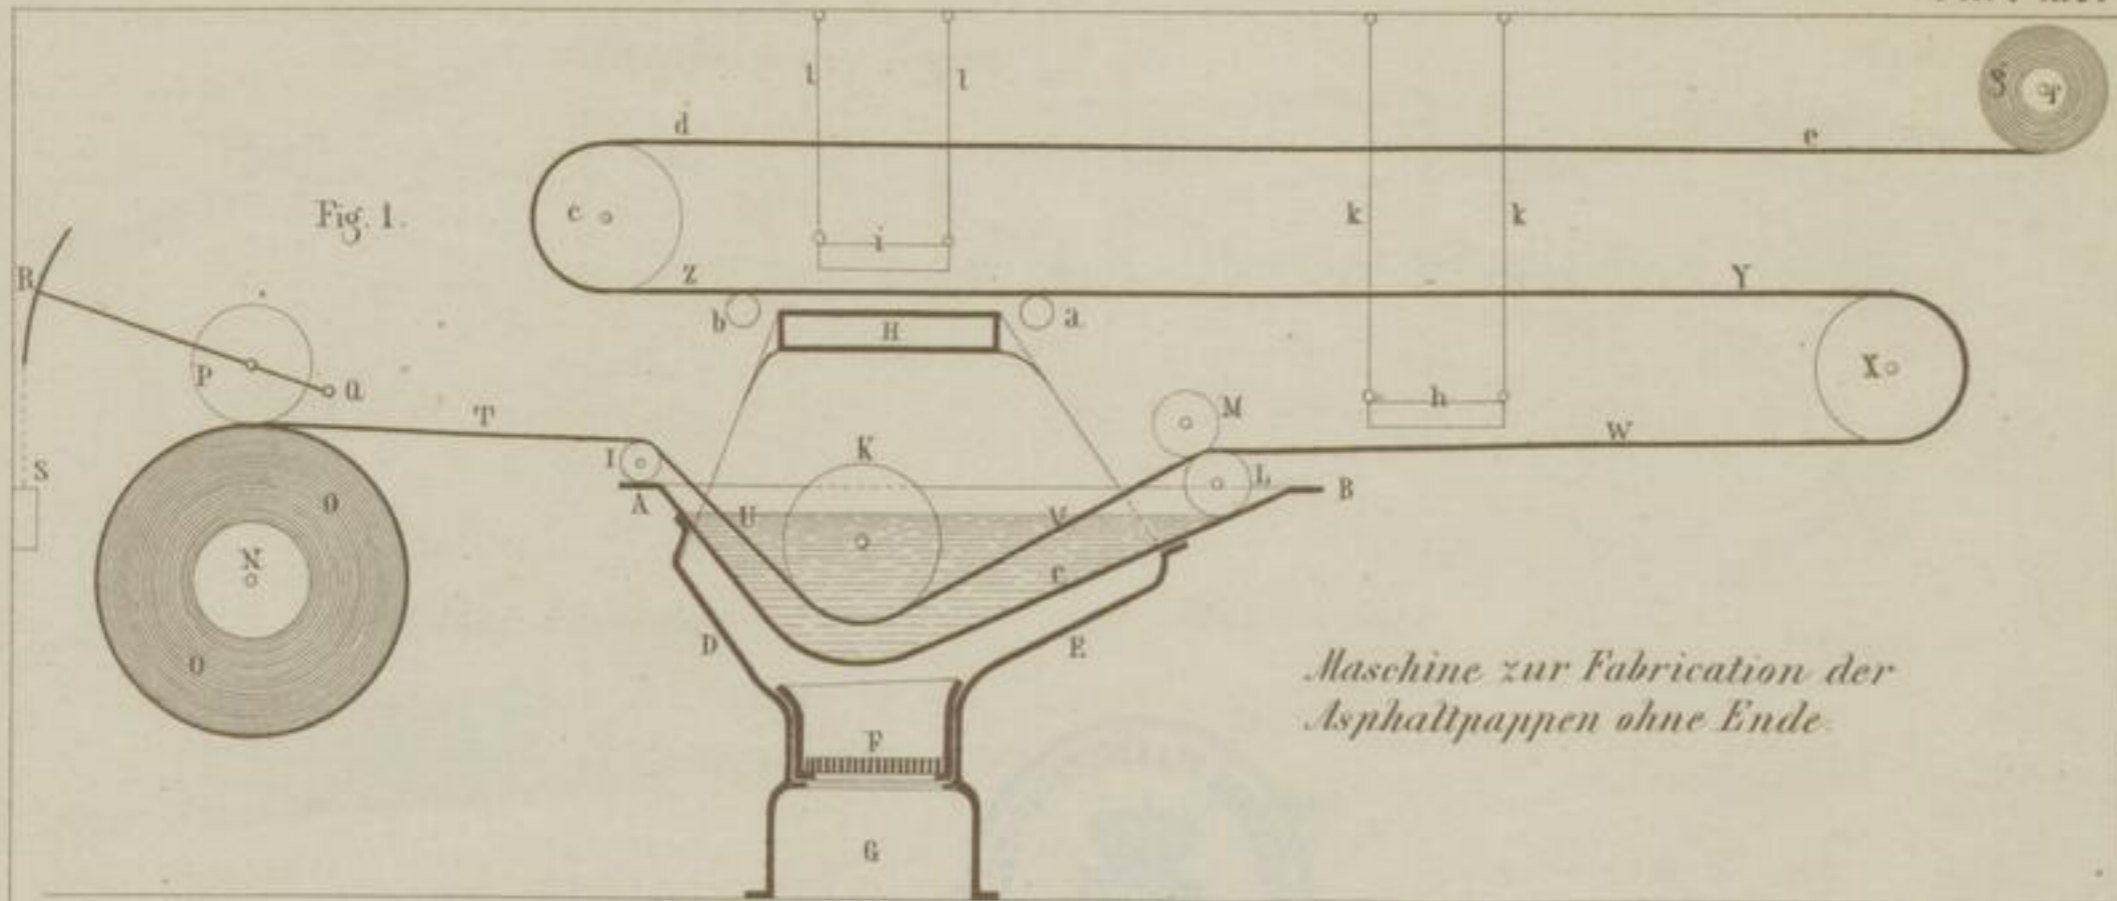 l l
g f
d e
Fig. 1.
c i k k
R z Y
b H a
P Q X
T M h
W
S I K L
A U V B
O N C
O D E
Maschine zur Fabrication der
Asphaltpappen ohne Ende.
F
G